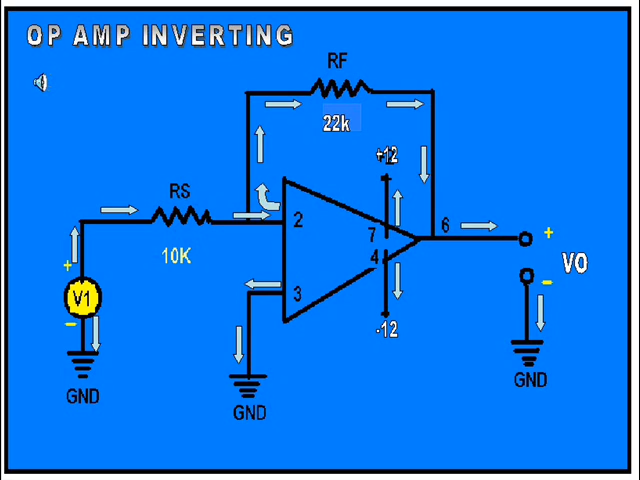 OP AMP INVERTING
RF
22k
+12
RS
2
7
6
+
10K
4
VO
+
V1
3
-
-
-12
GND
GND
GND